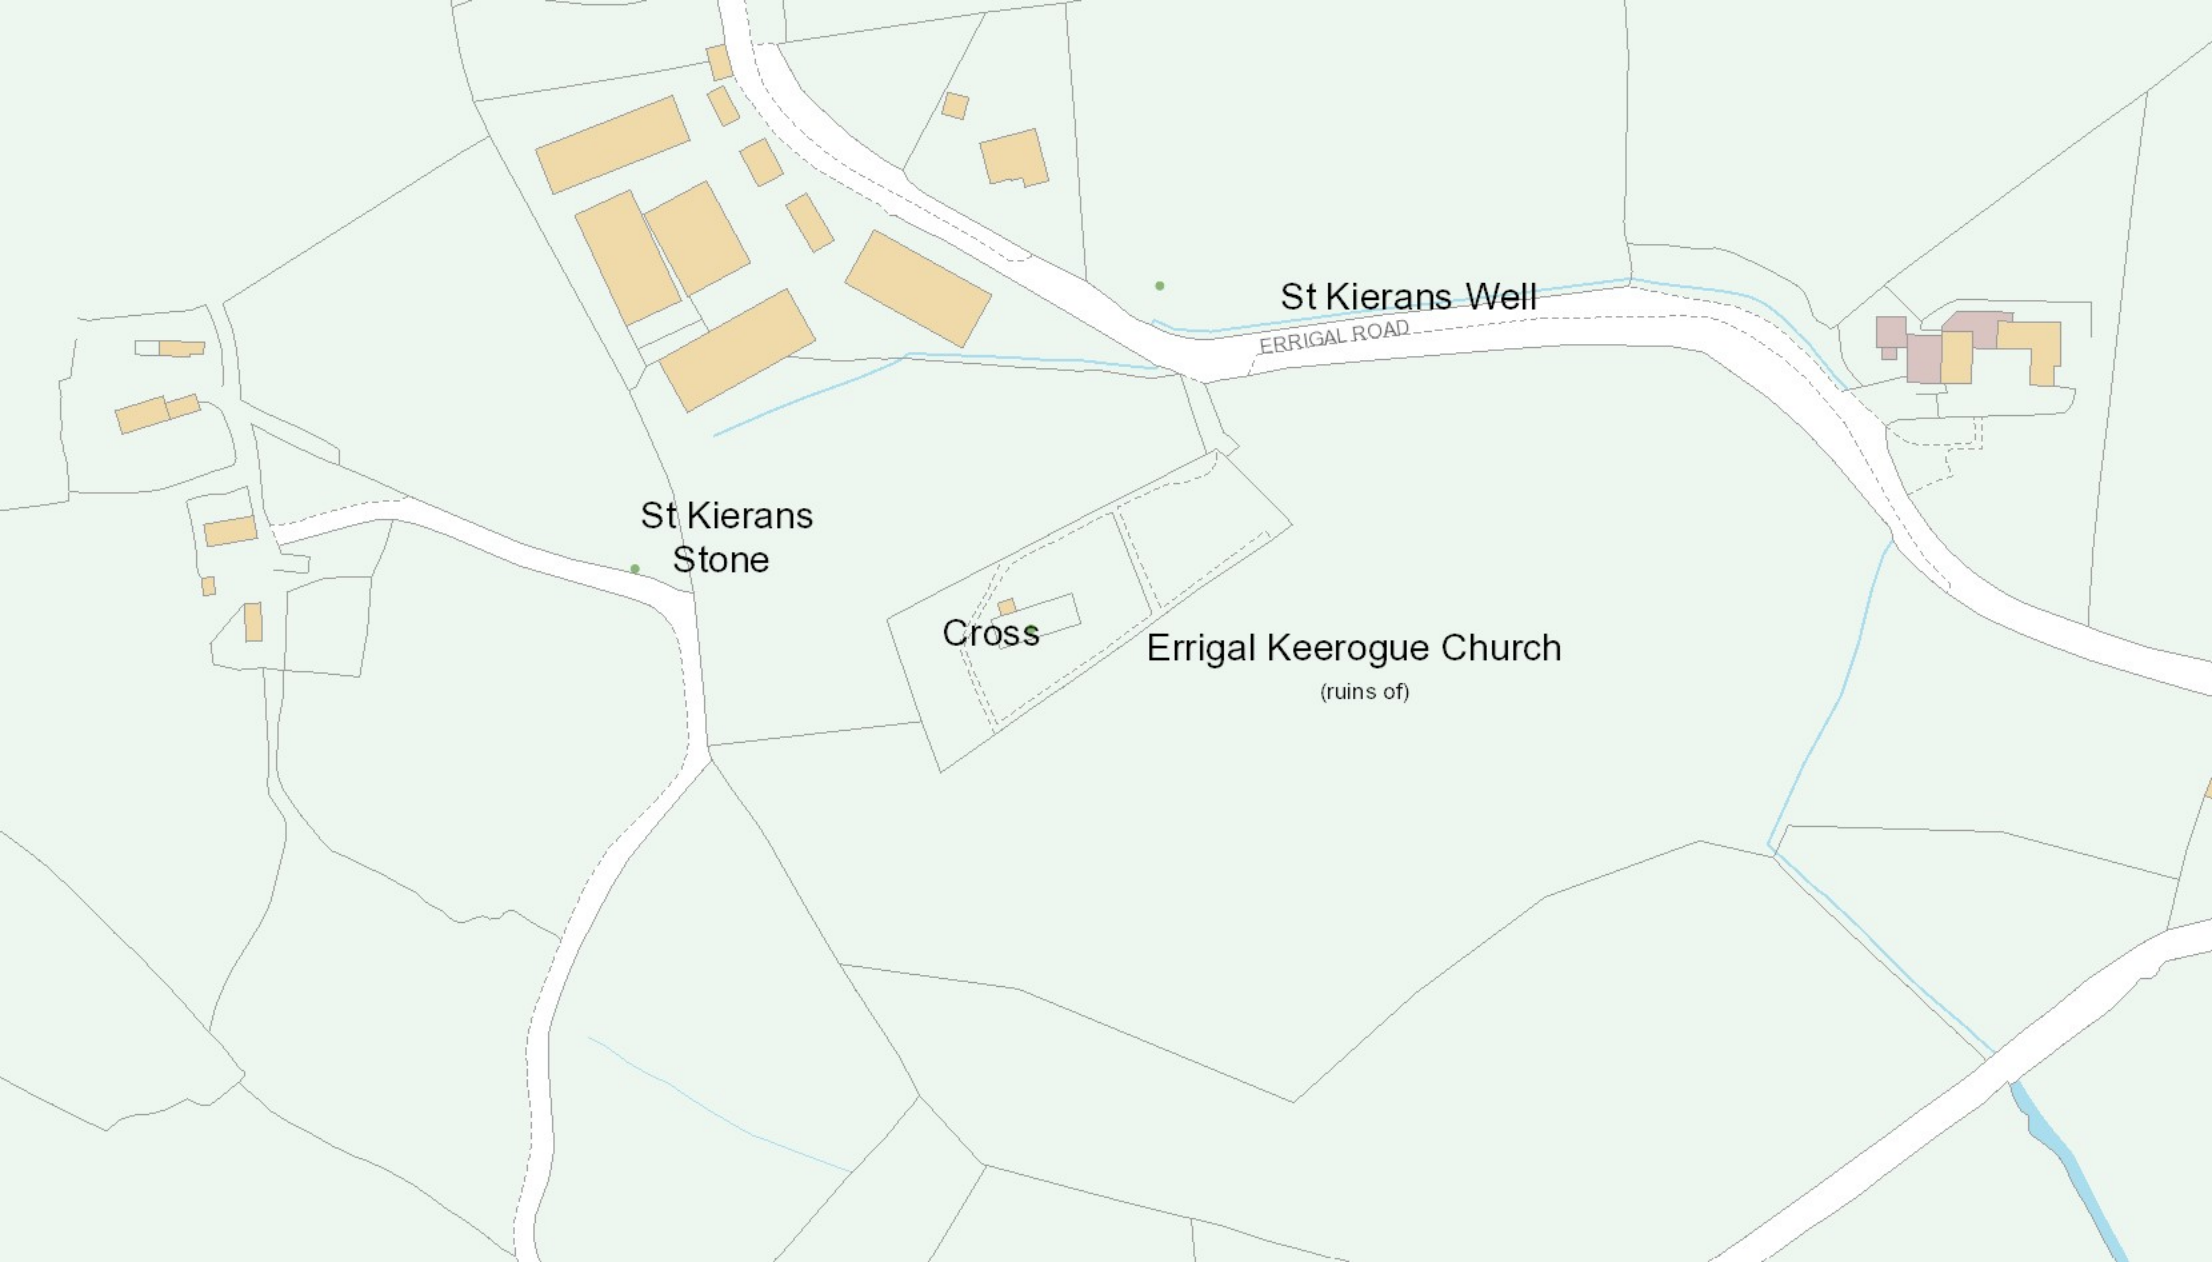 St Kierans Well
ERRIGAL ROAD
St Kierans
Stone
Cross
Errigal Keerogue Church
(ruins of)